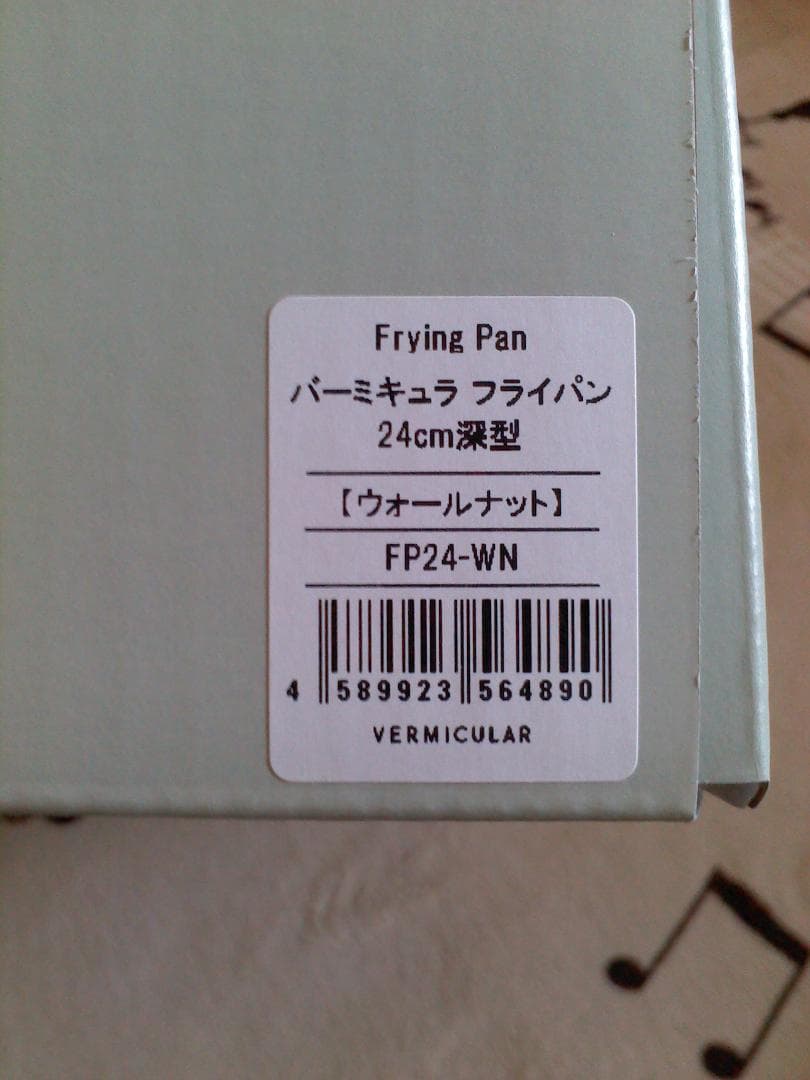 Frying Pan
バーミキュラ フライパン
24cm深型
【ウォールナット】
FP24-WN
4 589923 564890
VERMICULAR